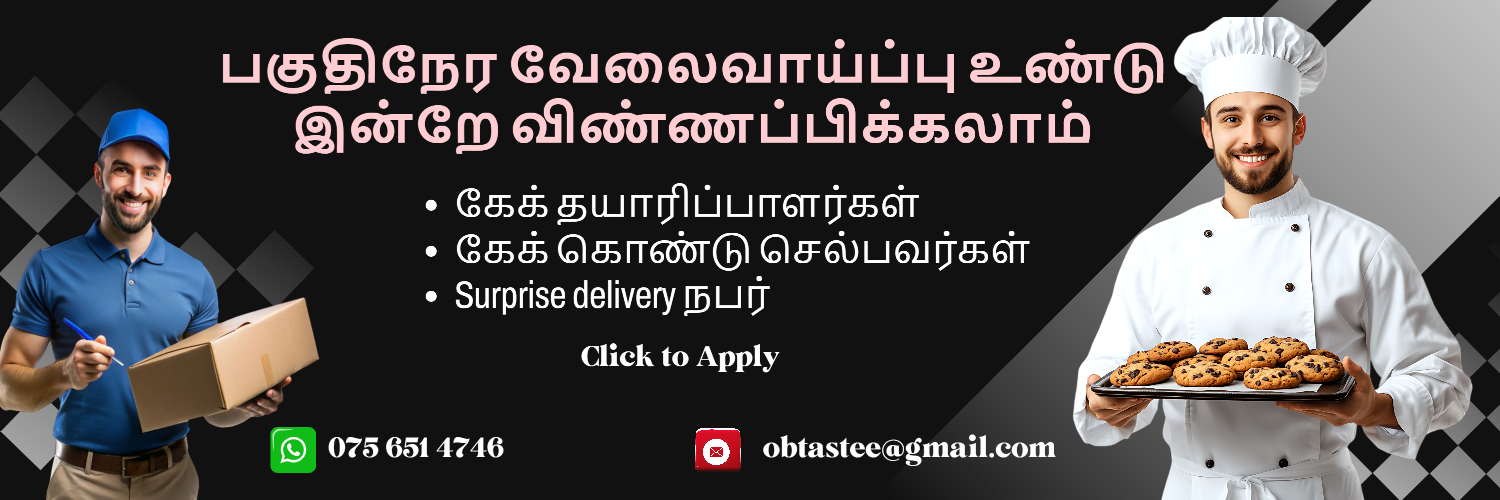 பகுதிநேர வேலைவாய்ப்பு உண்டு
இன்றே விண்ணப்பிக்கலாம்
• கேக் தயாரிப்பாளர்கள்
• கேக் கொண்டு செல்பவர்கள்
• Surprise delivery நபர்
Click to Apply
075 651 4746
obtastee@gmail.com